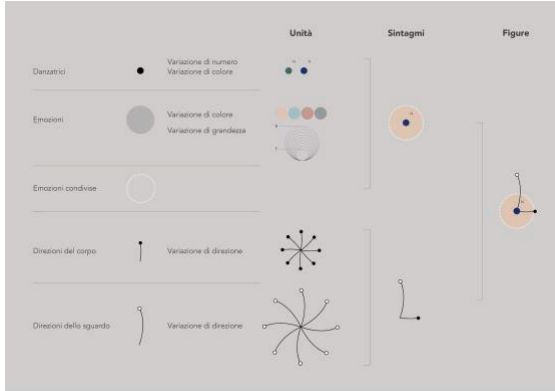 Unità
Sintagmi
Figure
Danzatrici
Variazione di numero
Variazione di colore
Emozioni
Variazione di colore
Variazione di grandezza
Emozioni condivise
Direzioni del corpo
Variazione di direzione
Direzioni dello sguardo
Variazione di direzione